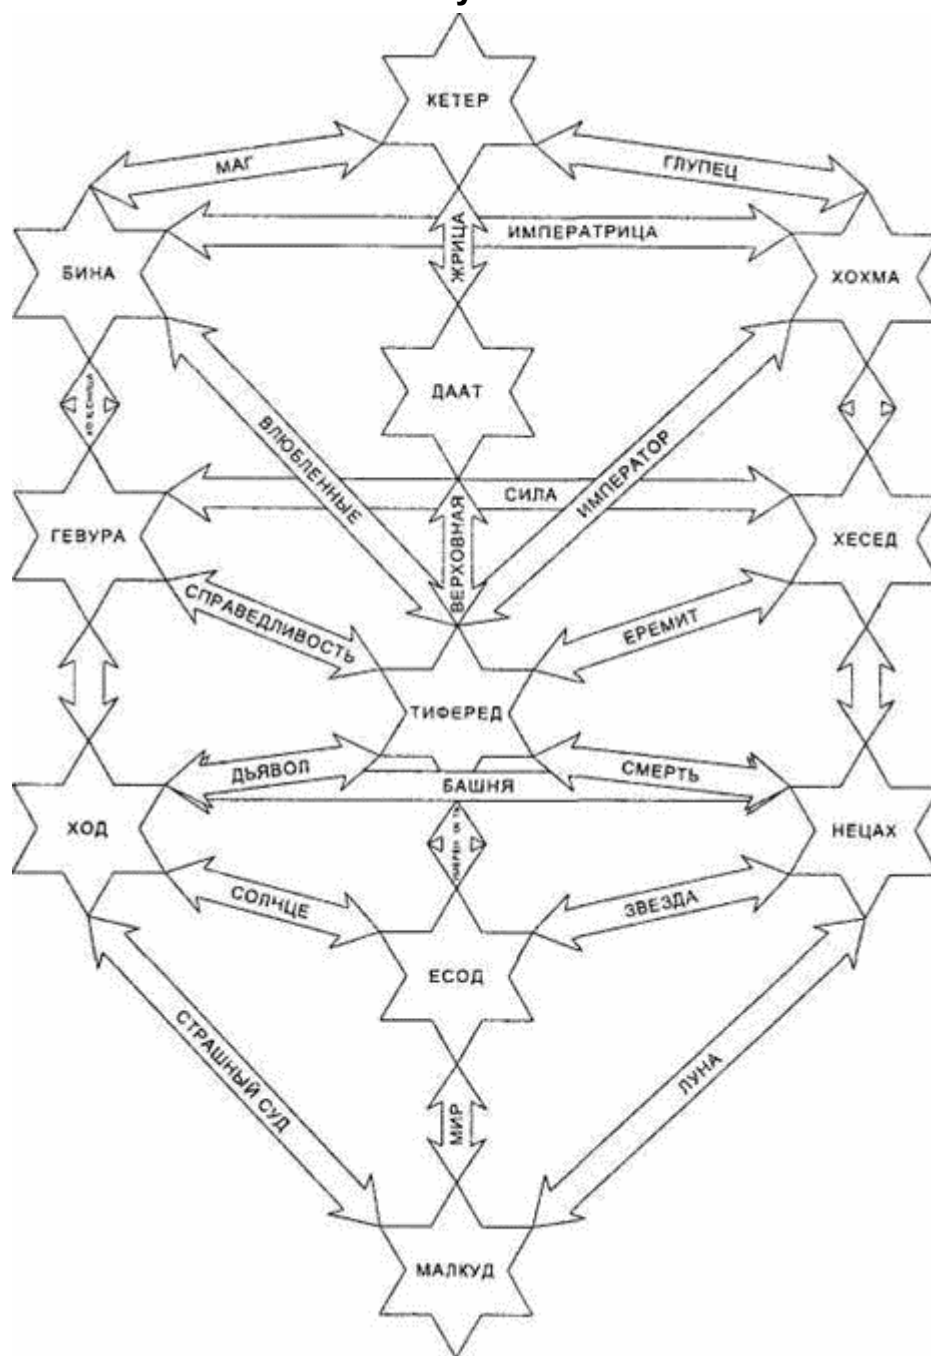 КЕТЕР
МАГ
ГЛУПЕЦ
ЖРИЦА
ИМПЕРАТРИЦА
БИНА
ХОХМА
ДААТ
ВЛЮБЛЕННЫЕ
ИМПЕРАТОР
СИЛА
ВЕРХОВНАЯ
ГЕВУРА
ХЕСЕД
СПРАВЕДЛИВОСТЬ
ЕРЕМИТ
ТИФЕРЕД
ДЬЯВОЛ
СМЕРТЬ
БАШНЯ
ХОД
НЕЦАХ
СОЛНЦЕ
ЗВЕЗДА
ЕСОД
СТРАШНЫЙ СУД
ЛУНА
МИР
МАЛКУД